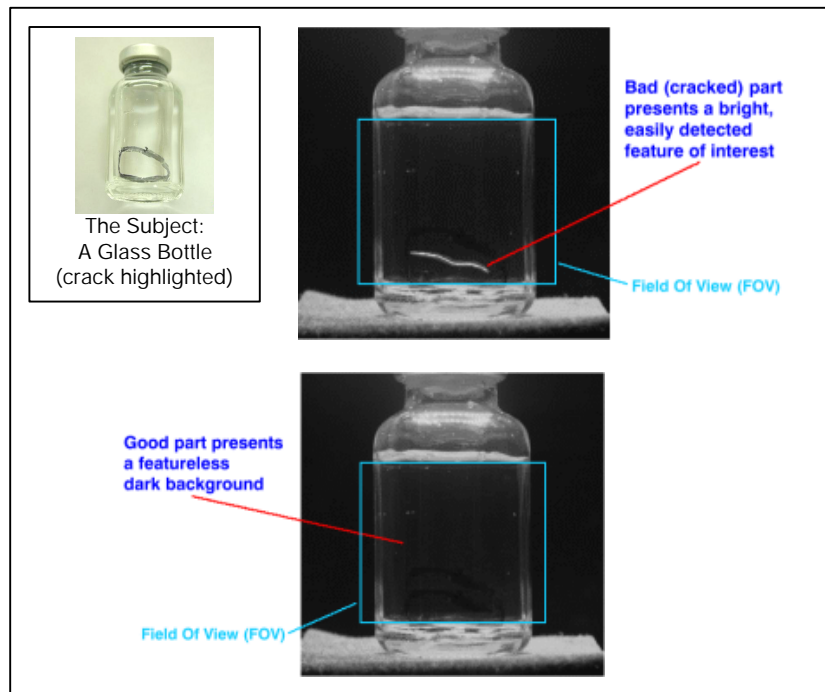 The Subject:
A Glass Bottle
(crack highlighted)
Bad (cracked) part
presents a bright,
easily detected
feature of interest
Field Of View (FOV)
Good part presents
a featureless
dark background
Field Of View (FOV)